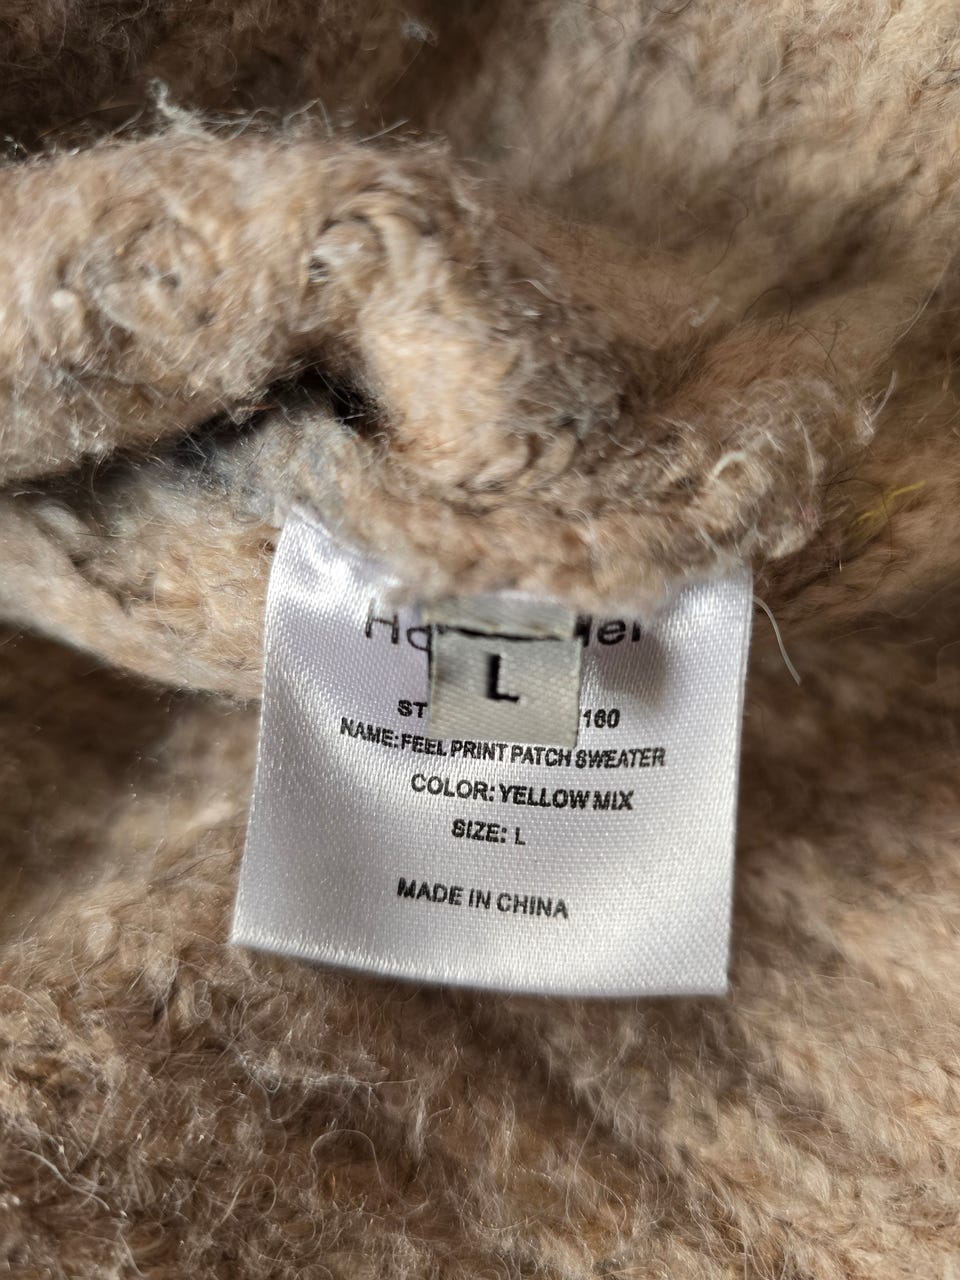 L
160
NAME: FEEL PRINT PATCH SWEATER
COLOR: YELLOW MIX
SIZE: L
MADE IN CHINA